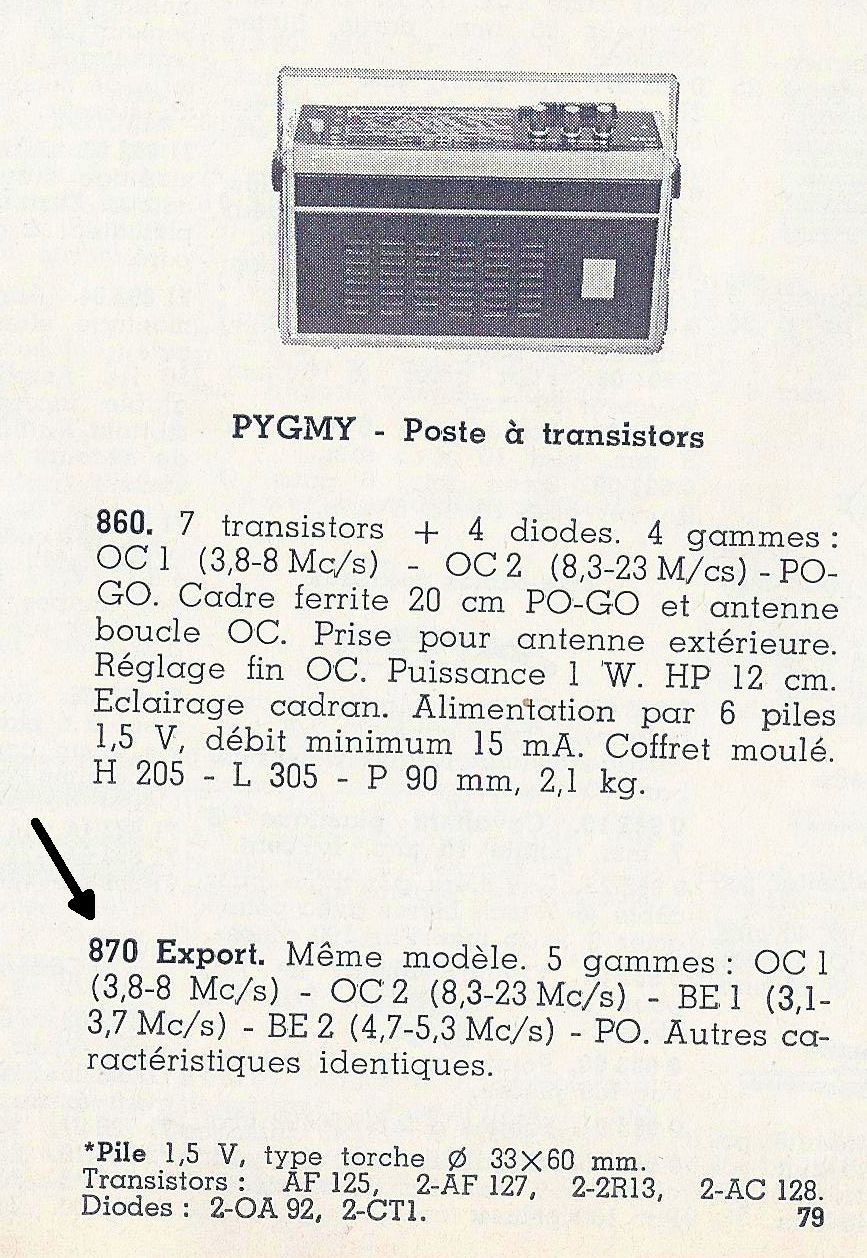 PYGMY - Poste à transistors
860. 7 transistors + 4 diodes. 4 gammes :
OC 1 (3,8-8 Mc/s) - OC 2 (8,3-23 M/cs) - PO-
GO. Cadre ferrite 20 cm PO-GO et antenne
boucle OC. Prise pour antenne extérieure.
Réglage fin OC. Puissance 1 W. HP 12 cm.
Eclairage cadran. Alimentation par 6 piles
1,5 V, débit minimum 15 mA. Coffret moulé.
H 205 - L 305 - P 90 mm, 2,1 kg.
870 Export. Même modèle. 5 gammes : OC 1
(3,8-8 Mc/s) - OC 2 (8,3-23 Mc/s) - BE 1 (3,1-
3,7 Mc/s) - BE 2 (4,7-5,3 Mc/s) - PO. Autres ca-
ractéristiques identiques.
*Pile 1,5 V, type torche ø 33×60 mm.
Transistors : AF 125, 2-AF 127, 2-2R13, 2-AC 128.
Diodes : 2-OA 92, 2-CT1.
79